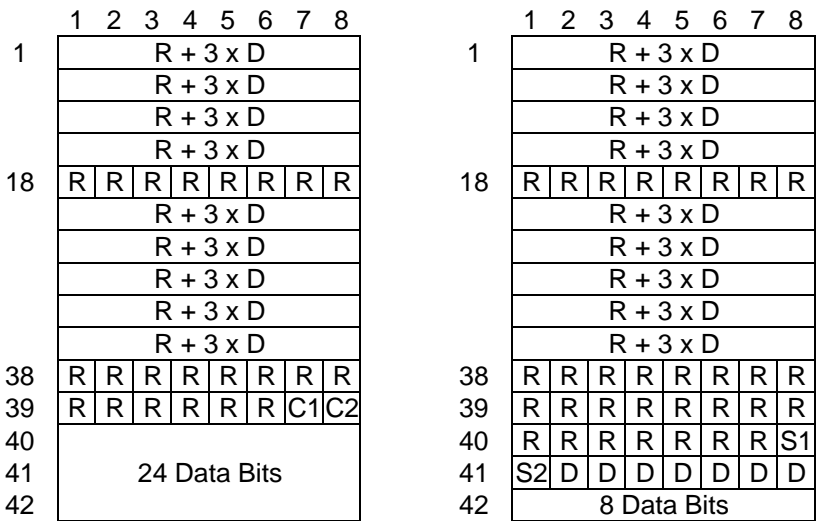 1 2 3 4 5 6 7 8
1 R + 3 x D
R + 3 x D
R + 3 x D
R + 3 x D
18 R R R R R R R R
R + 3 x D
R + 3 x D
R + 3 x D
R + 3 x D
R + 3 x D
38 R R R R R R R R
39 R R R R R R C1 C2
40
41 24 Data Bits
42
1 2 3 4 5 6 7 8
1 R + 3 x D
R + 3 x D
R + 3 x D
R + 3 x D
18 R R R R R R R R
R + 3 x D
R + 3 x D
R + 3 x D
R + 3 x D
R + 3 x D
38 R R R R R R R R
39 R R R R R R R R
40 R R R R R R R S1
41 S2 D D D D D D D
42 8 Data Bits